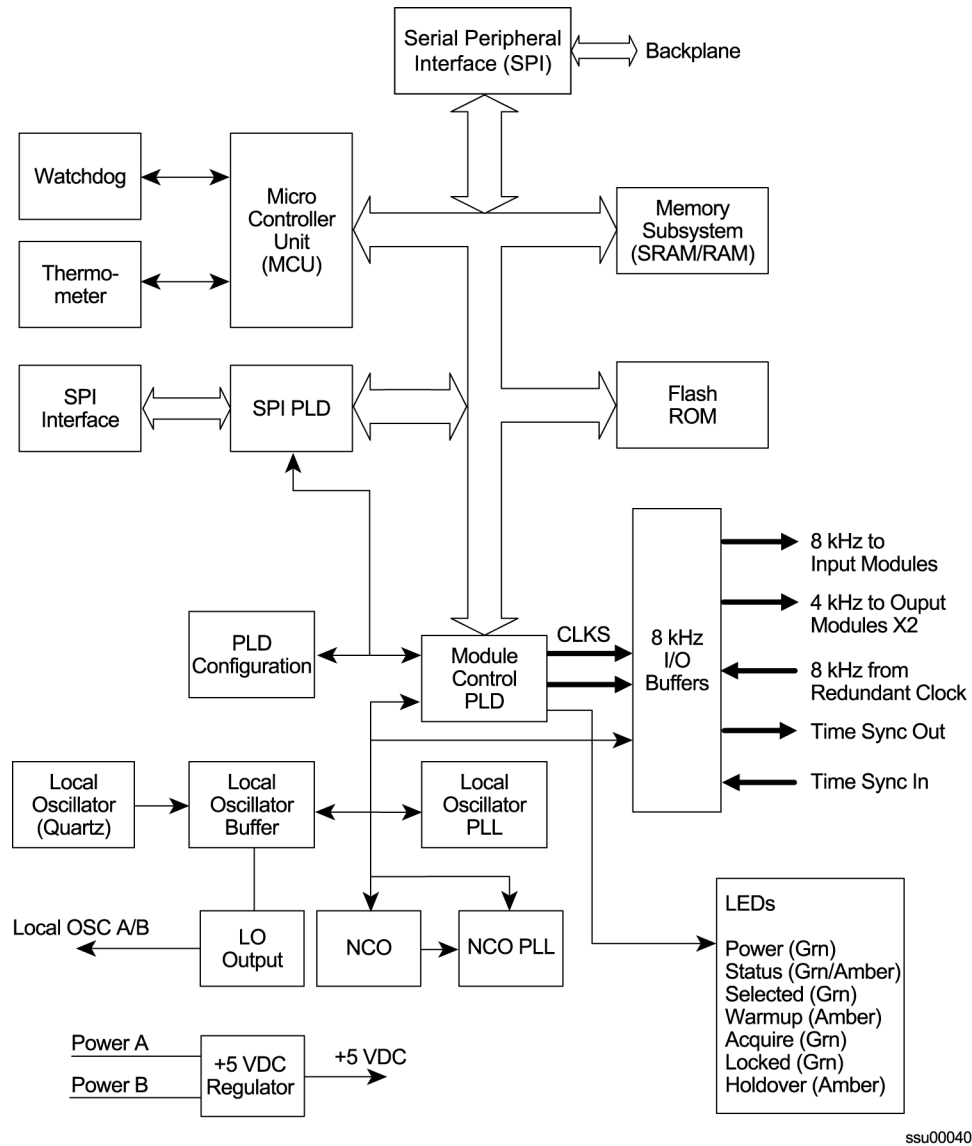 Serial Peripheral
Interface (SPI)
Backplane
Watchdog
Micro
Controller
Unit
(MCU)
Memory
Subsystem
(SRAM/RAM)
Thermo-
meter
SPI
Interface
SPI PLD
Flash
ROM
PLD
Configuration
Module
Control
PLD
CLKS
8 kHz
I/O
Buffers
8 kHz to
Input Modules
4 kHz to Ouput
Modules X2
8 kHz from
Redundant Clock
Time Sync Out
Time Sync In
Local
Oscillator
(Quartz)
Local
Oscillator
Buffer
Local
Oscillator
PLL
Local OSC A/B
LO
Output
NCO
NCO PLL
LEDs
Power (Grn)
Status (Grn/Amber)
Selected (Grn)
Warmup (Amber)
Acquire (Grn)
Locked (Grn)
Holdover (Amber)
Power A
Power B
+5 VDC
Regulator
+5 VDC
ssu00040